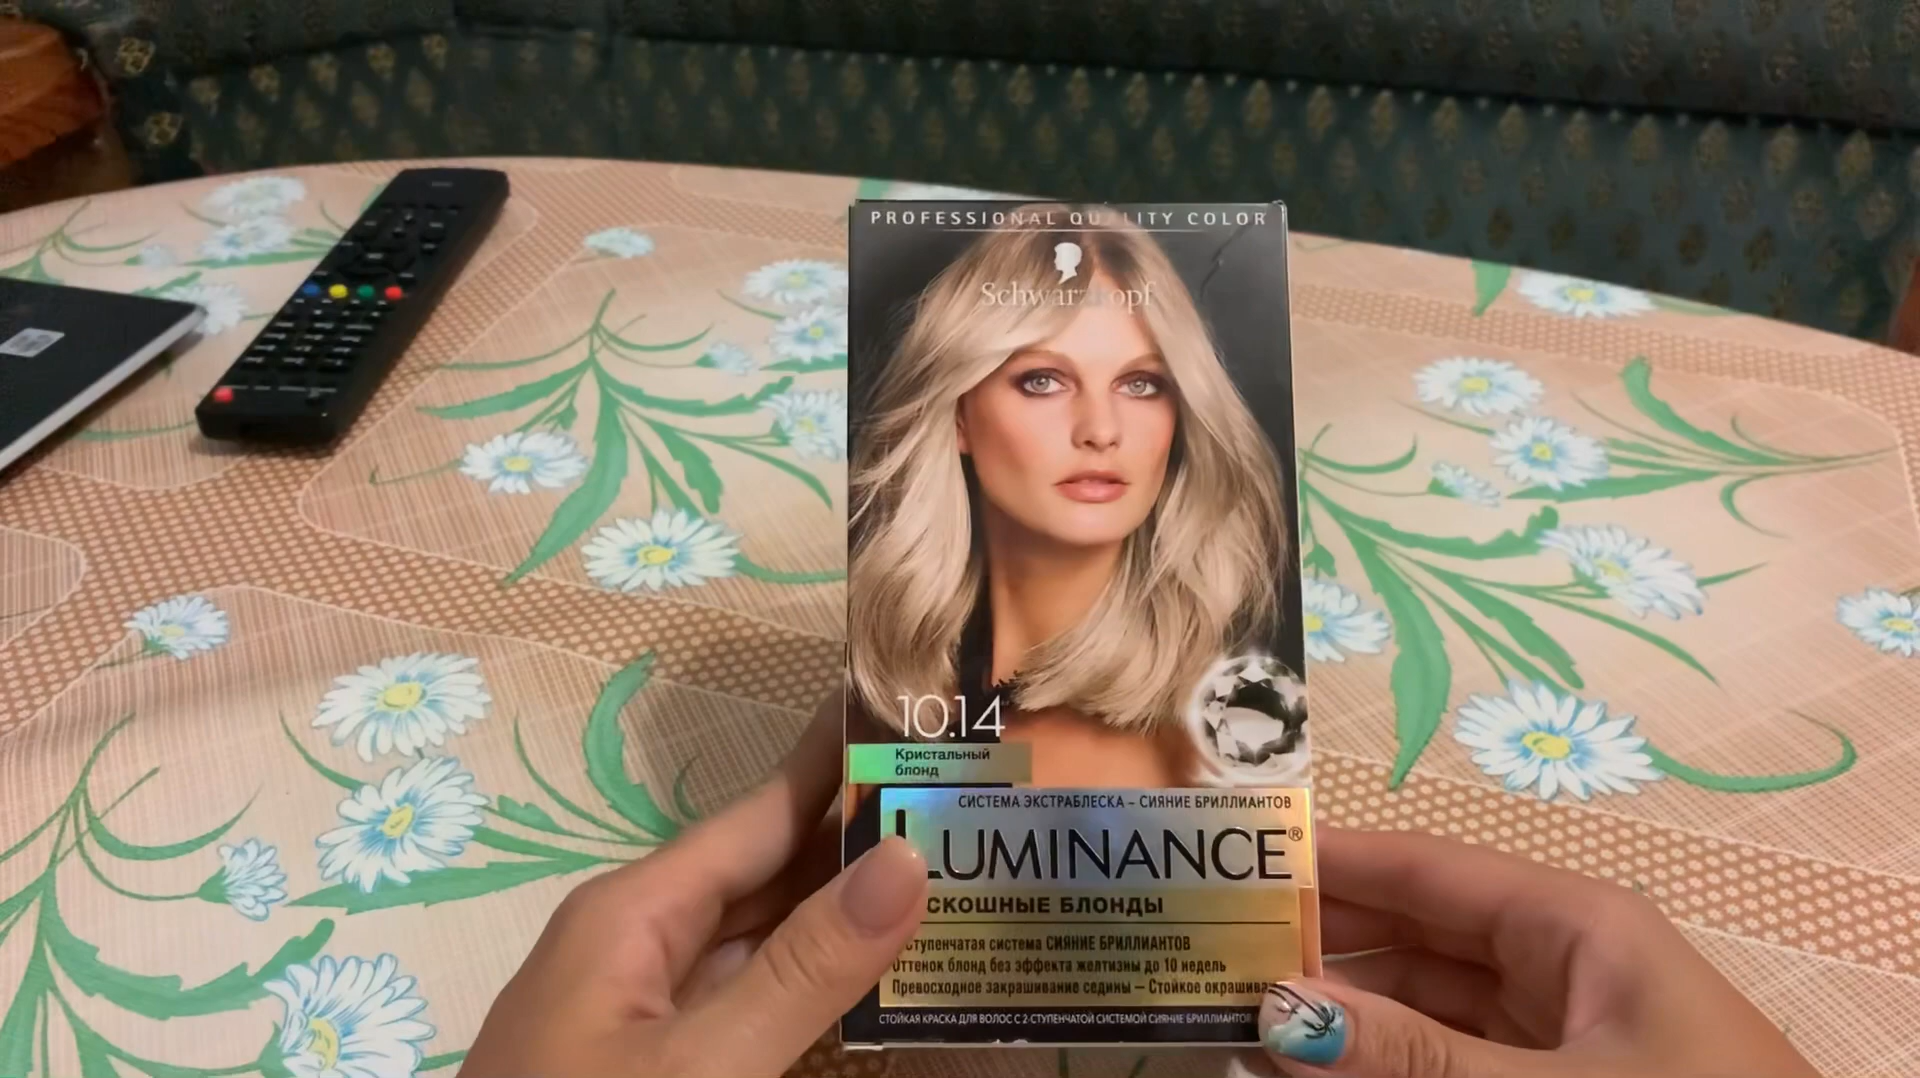 PROFESSIONAL QUALITY COLOR
Schwarzkopf
10.14
Кристальный
блонд
СИСТЕМА ЭКСТРАБЛЕСКА – СИЯНИЕ БРИЛЛИАНТОВ
LUMINANCE®
СКОШНЫЕ БЛОНДЫ
Ступенчатая система СИЯНИЕ БРИЛЛИАНТОВ
Оттенок блонд без эффекта желтизны до 10 недель
Превосходное закрашивание седины – Стойкое окрашива
СТОЙКАЯ КРАСКА ДЛЯ ВОЛОС С 2-СТУПЕНЧАТОЙ СИСТЕМОЙ СИЯНИЕ БРИЛЛИАНТОВ